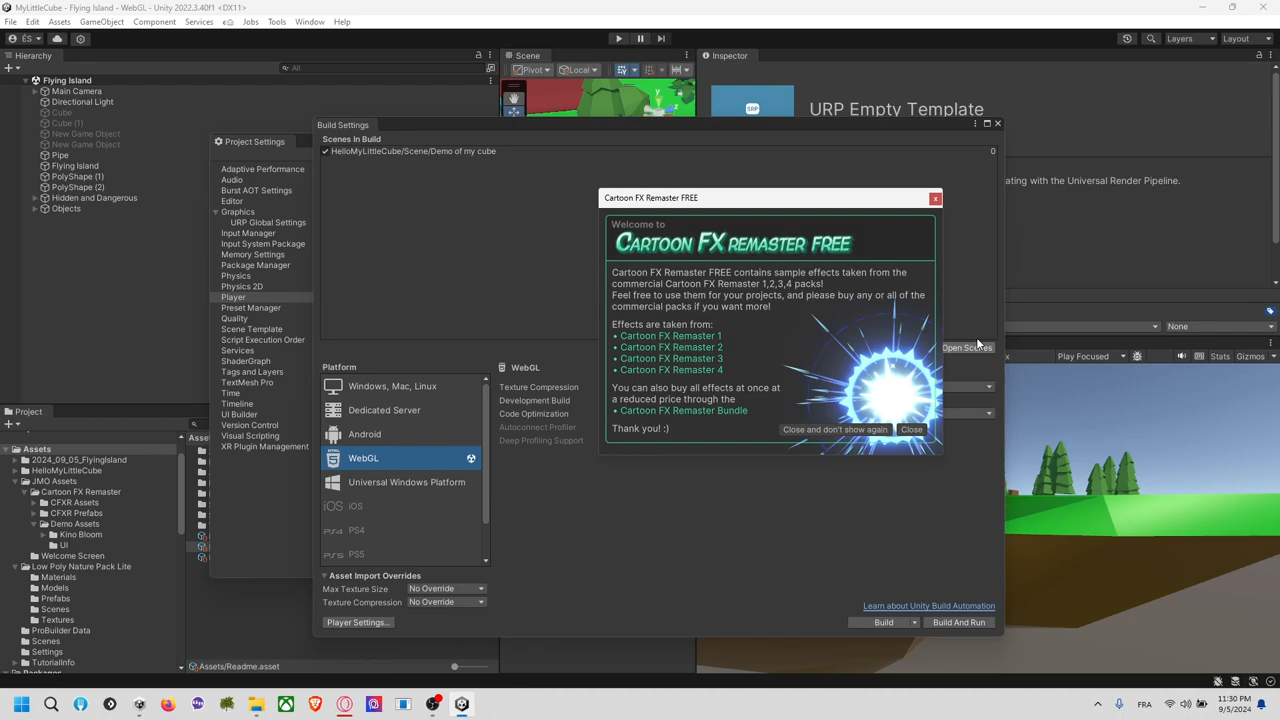 MyLittleCube - Flying Island - WebGL - Unity 2022.3.40f1 <DX11>
File Edit Assets GameObject Component Services Jobs Tools Window Help
ÉS
Layers
Layout
Hierarchy
All
Flying Island
Main Camera
Directional Light
Cube
Cube (1)
New Game Object
New Game Object
Pipe
Flying Island
PolyShape (1)
PolyShape (2)
Hidden and Dangerous
Objects
Scene
Pivot
Local
Inspector
URP Empty Template
ating with the Universal Render Pipeline.
Project Settings
Adaptive Performance
Audio
Burst AOT Settings
Editor
Graphics
URP Global Settings
Input Manager
Input System Package
Memory Settings
Package Manager
Physics
Physics 2D
Player
Preset Manager
Quality
Scene Template
Script Execution Order
Services
ShaderGraph
Tags and Layers
TextMesh Pro
Time
Timeline
UI Builder
Version Control
Visual Scripting
XR Plugin Management
Build Settings
Scenes In Build
HelloMyLittleCube/Scene/Demo of my cube 0
Open Scenes
Platform
Windows, Mac, Linux
Dedicated Server
Android
WebGL
Universal Windows Platform
iOS iOS
PS4
PS5
WebGL
Texture Compression
Development Build
Code Optimization
Autoconnect Profiler
Deep Profiling Support
Asset Import Overrides
Max Texture Size No Override
Texture Compression No Override
Player Settings...
Learn about Unity Build Automation
Build
Build And Run
Cartoon FX Remaster FREE
x
Welcome to
CARTOON FX REMASTER FREE
Cartoon FX Remaster FREE contains sample effects taken from the
commercial Cartoon FX Remaster 1,2,3,4 packs!
Feel free to use them for your projects, and please buy any or all of the
commercial packs if you want more!
Effects are taken from:
• Cartoon FX Remaster 1
• Cartoon FX Remaster 2
• Cartoon FX Remaster 3
• Cartoon FX Remaster 4
You can also buy all effects at once at
a reduced price through the
• Cartoon FX Remaster Bundle
Thank you! :)
Close and don't show again
Close
None
x
Play Focused
Stats
Gizmos
Project
Assets
2024_09_05_FlyingIsland
HelloMyLittleCube
JMO Assets
Cartoon FX Remaster
CFXR Assets
CFXR Prefabs
Demo Assets
Kino Bloom
UI
Welcome Screen
Low Poly Nature Pack Lite
Materials
Models
Prefabs
Scenes
Textures
ProBuilder Data
Scenes
Settings
TutorialInfo
Assets
Assets/Readme.asset
SRP
FRA
11:30 PM
9/5/2024